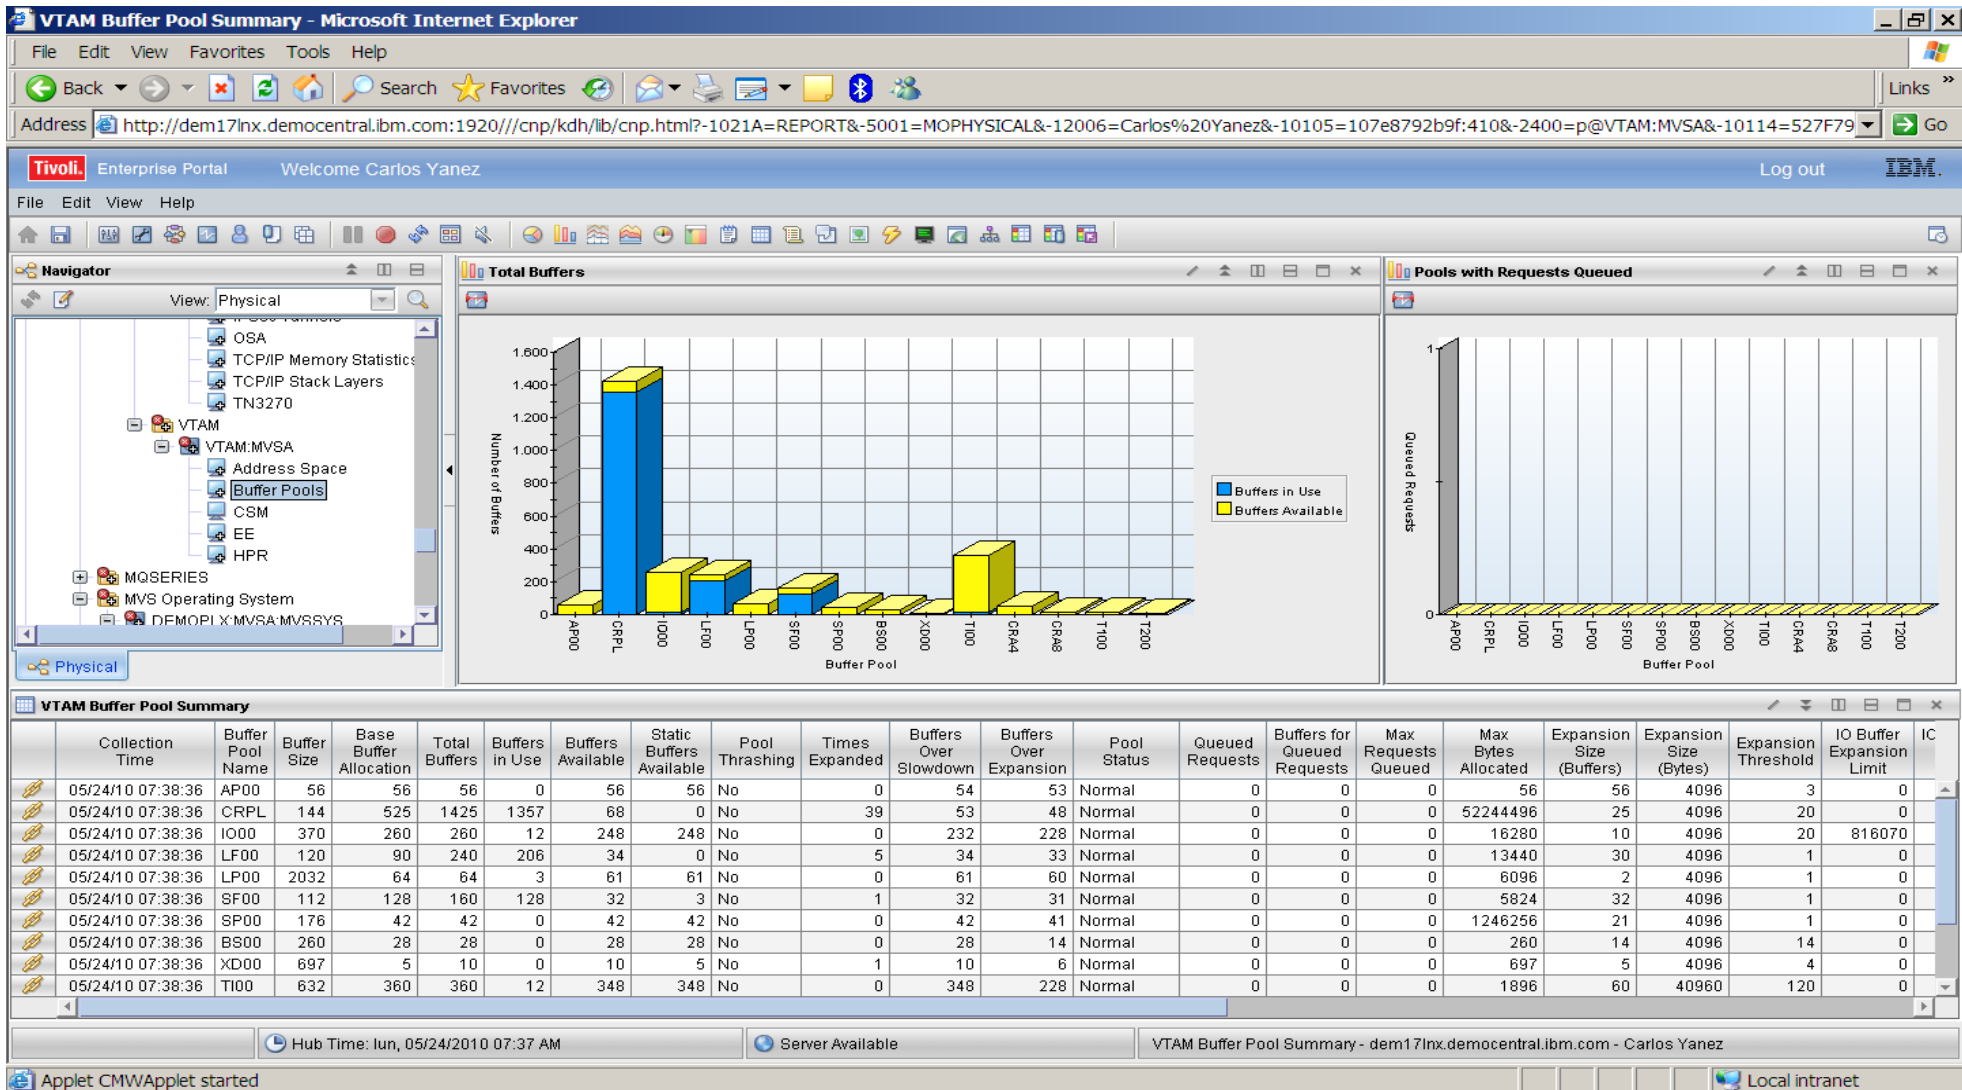 VTAM Buffer Pool Summary - Microsoft Internet Explorer
File Edit View Favorites Tools Help
Back Search Favorites Links »
Address http://dem17lnx.democentral.ibm.com:1920///cnp/kdh/lib/cnp.html?-1021A=REPORT&-5001=MOPHYSICAL&-12006=Carlos%20Yanez&-10105=107e8792b9f:410&-2400=p@VTAM:MVSA&-10114=527F79 Go
Tivoli. Enterprise Portal Welcome Carlos Yanez Log out IBM.
File Edit View Help
Navigator
View: Physical
OSA
TCP/IP Memory Statistics
TCP/IP Stack Layers
TN3270
VTAM
VTAM:MVSA
Address Space
Buffer Pools
CSM
EE
HPR
MQSERIES
MVS Operating System
DEMOPLX:MVSA:MVSSYS
Physical
Total Buffers
Number of Buffers
1.600
1.400
1.200
1.000
800
600
400
200
0
AP00 CRPL IO00 LF00 LP00 SF00 SP00 BS00 XD00 TI00 CRA4 CRA8 T100 T200
Buffer Pool
Buffers in Use
Buffers Available
Pools with Requests Queued
Queued Requests
1
0
AP00 CRPL IO00 LF00 LP00 SF00 SP00 BS00 XD00 TI00 CRA4 CRA8 T100 T200
Buffer Pool
VTAM Buffer Pool Summary
Collection Time Buffer Pool Name Buffer Size Base Buffer Allocation Total Buffers Buffers in Use Buffers Available Static Buffers Available Pool Thrashing Times Expanded Buffers Over Slowdown Buffers Over Expansion Pool Status Queued Requests Buffers for Queued Requests Max Requests Queued Max Bytes Allocated Expansion Size (Buffers) Expansion Size (Bytes) Expansion Threshold IO Buffer Expansion Limit IO
05/24/10 07:38:36 AP00 56 56 56 0 56 56 No 0 54 53 Normal 0 0 0 56 56 4096 3 0
05/24/10 07:38:36 CRPL 144 525 1425 1357 68 0 No 39 53 48 Normal 0 0 0 52244496 25 4096 20 0
05/24/10 07:38:36 IO00 370 260 260 12 248 248 No 0 232 228 Normal 0 0 0 16280 10 4096 20 816070
05/24/10 07:38:36 LF00 120 90 240 206 34 0 No 5 34 33 Normal 0 0 0 13440 30 4096 1 0
05/24/10 07:38:36 LP00 2032 64 64 3 61 61 No 0 61 60 Normal 0 0 0 6096 2 4096 1 0
05/24/10 07:38:36 SF00 112 128 160 128 32 3 No 1 32 31 Normal 0 0 0 5824 32 4096 1 0
05/24/10 07:38:36 SP00 176 42 42 0 42 42 No 0 42 41 Normal 0 0 0 1246256 21 4096 1 0
05/24/10 07:38:36 BS00 260 28 28 0 28 28 No 0 28 14 Normal 0 0 0 260 14 4096 14 0
05/24/10 07:38:36 XD00 697 5 10 0 10 5 No 1 10 6 Normal 0 0 0 697 5 4096 4 0
05/24/10 07:38:36 TI00 632 360 360 12 348 348 No 0 348 228 Normal 0 0 0 1896 60 40960 120 0
Hub Time: lun, 05/24/2010 07:37 AM Server Available VTAM Buffer Pool Summary - dem17lnx.democentral.ibm.com - Carlos Yanez
Applet CMWApplet started Local intranet